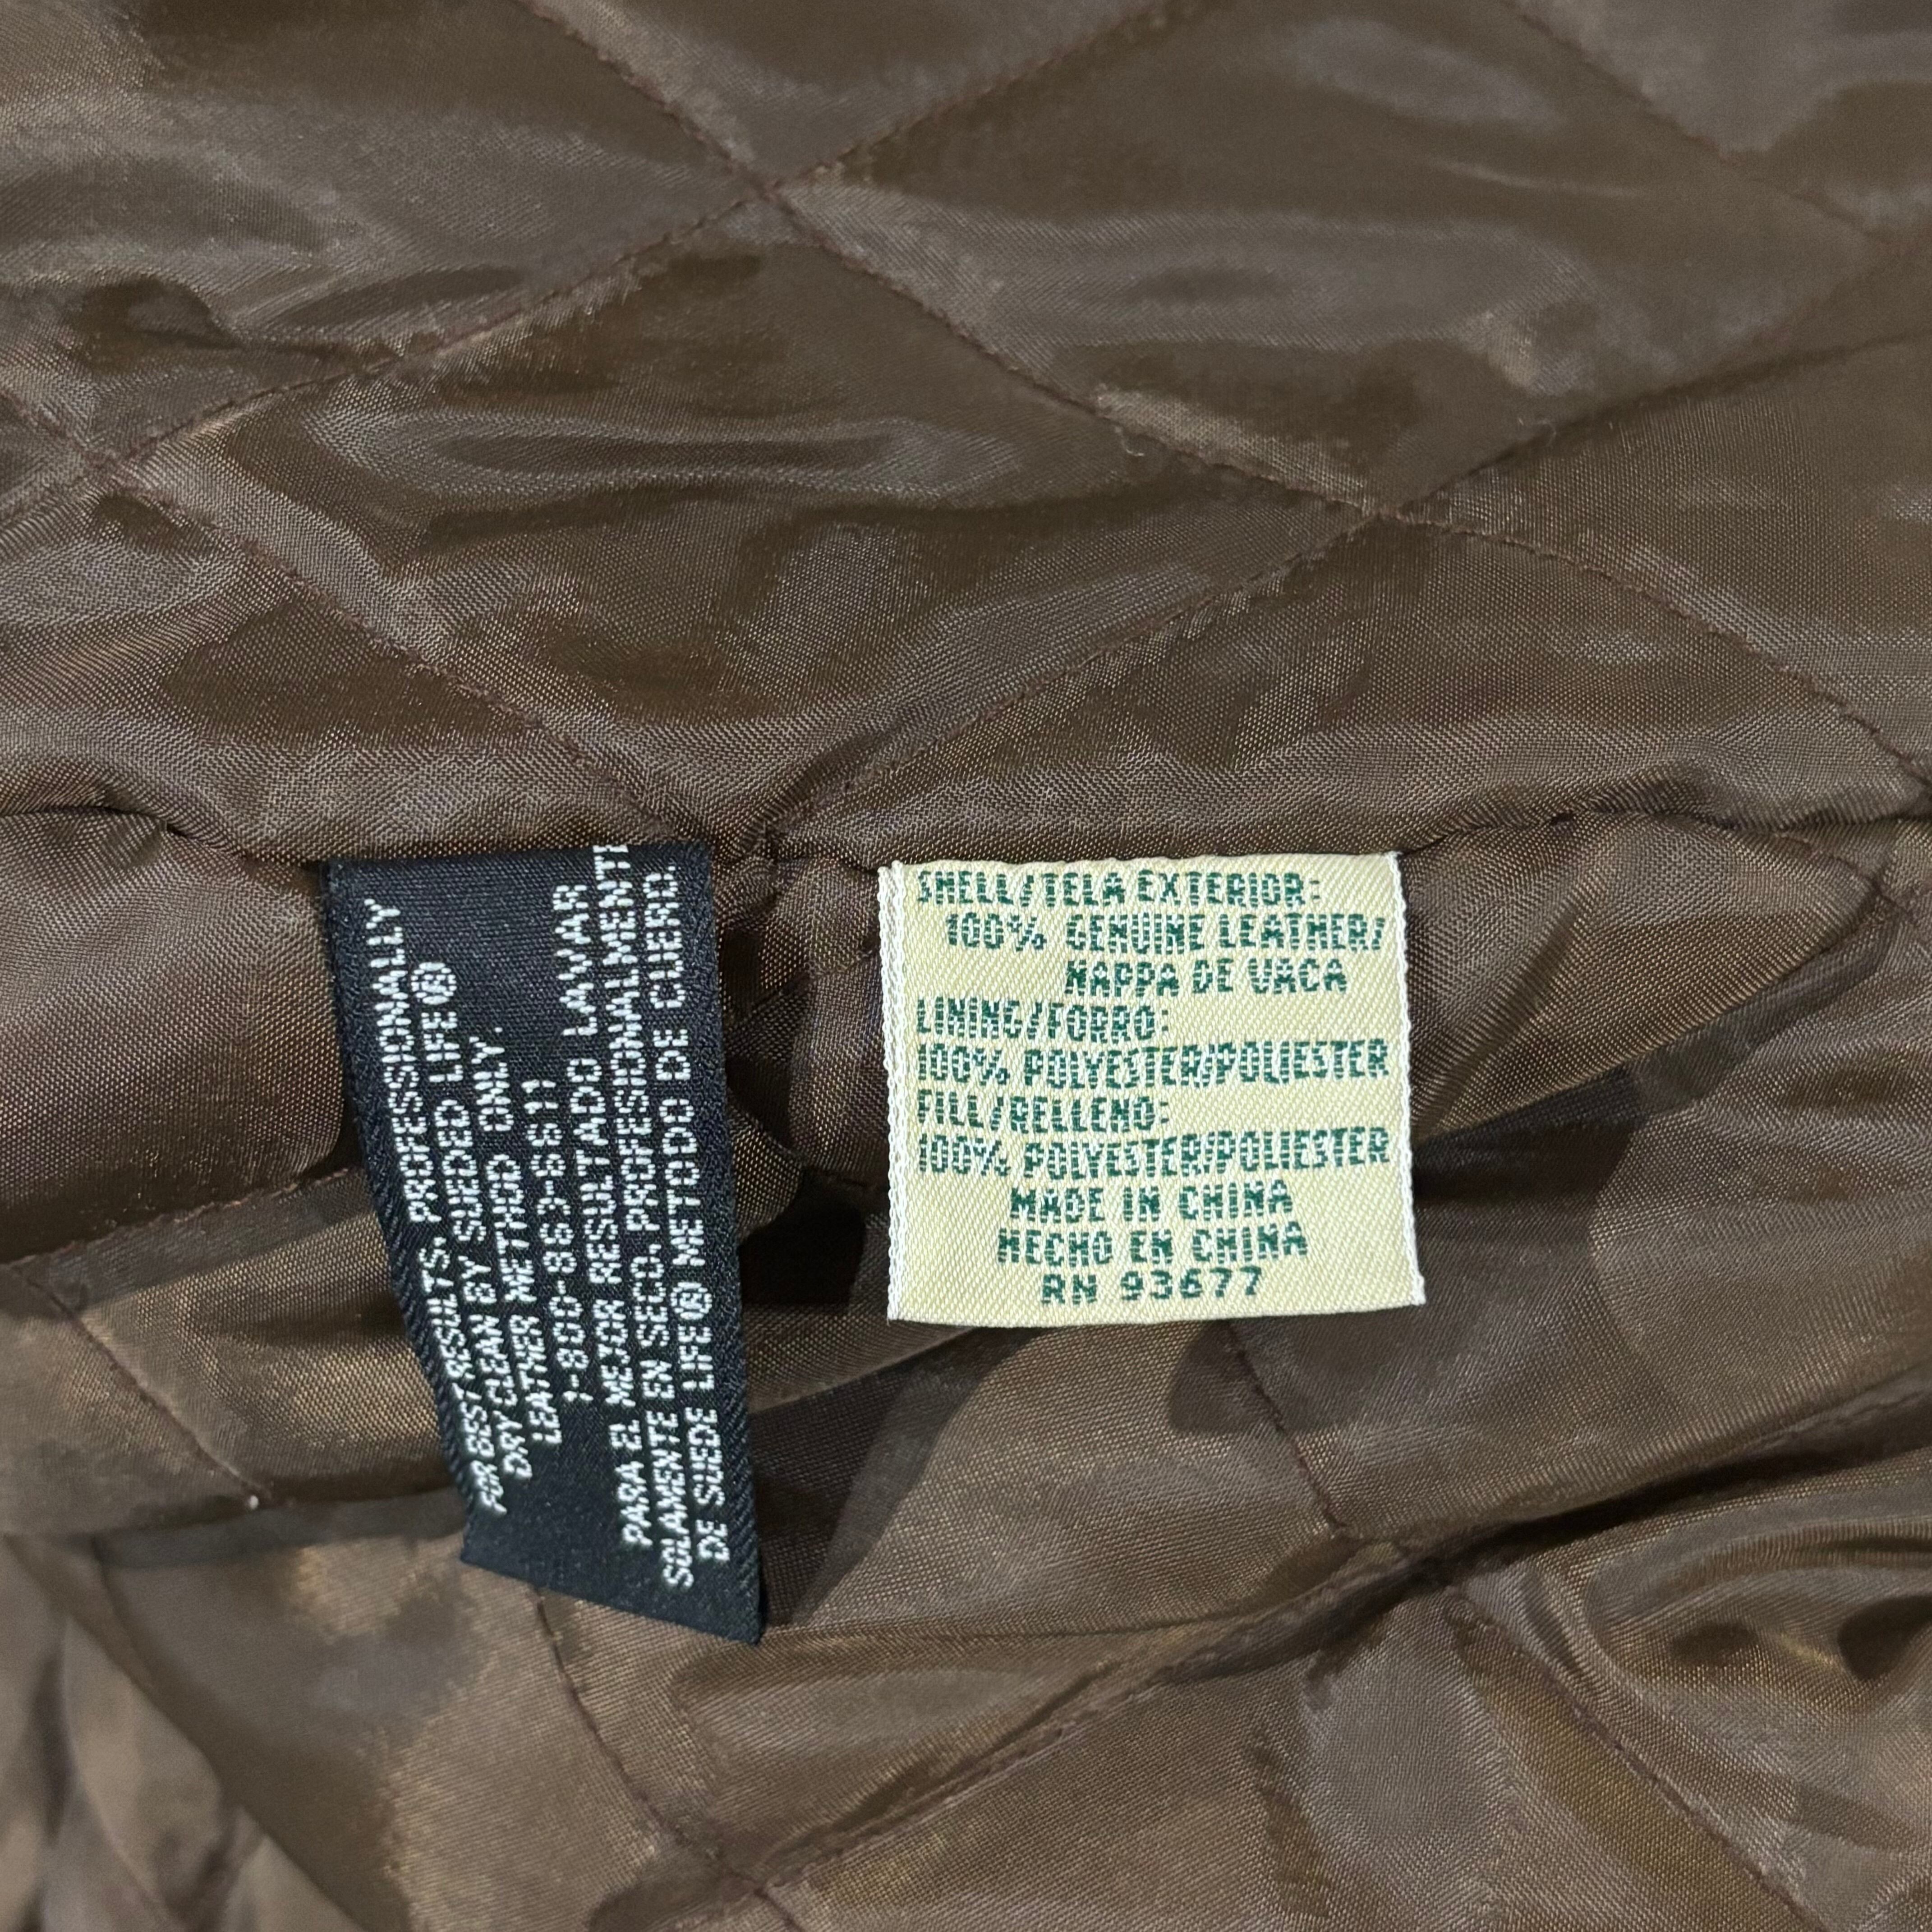 FOR BEST RESULTS, PROFESSIONALLY
DRY CLEAN BY SUEDED LIFE®
LEATHER METHOD ONLY.
1-800-867-8811
PARA EL MEJOR RESULTADO LAVAR
SOLAMENTE EN SECO, PROFESIONALMENTE
DE SUEDE LIFE® METODO DE CUERO.
SHELL/TELA EXTERIOR:
100% GENUINE LEATHER/
NAPPA DE VACA
LINING/FORRO:
100% POLYESTER/POLIESTER
FILL/RELLENO:
100% POLYESTER/POLIESTER
MADE IN CHINA
HECHO EN CHINA
RN 93677